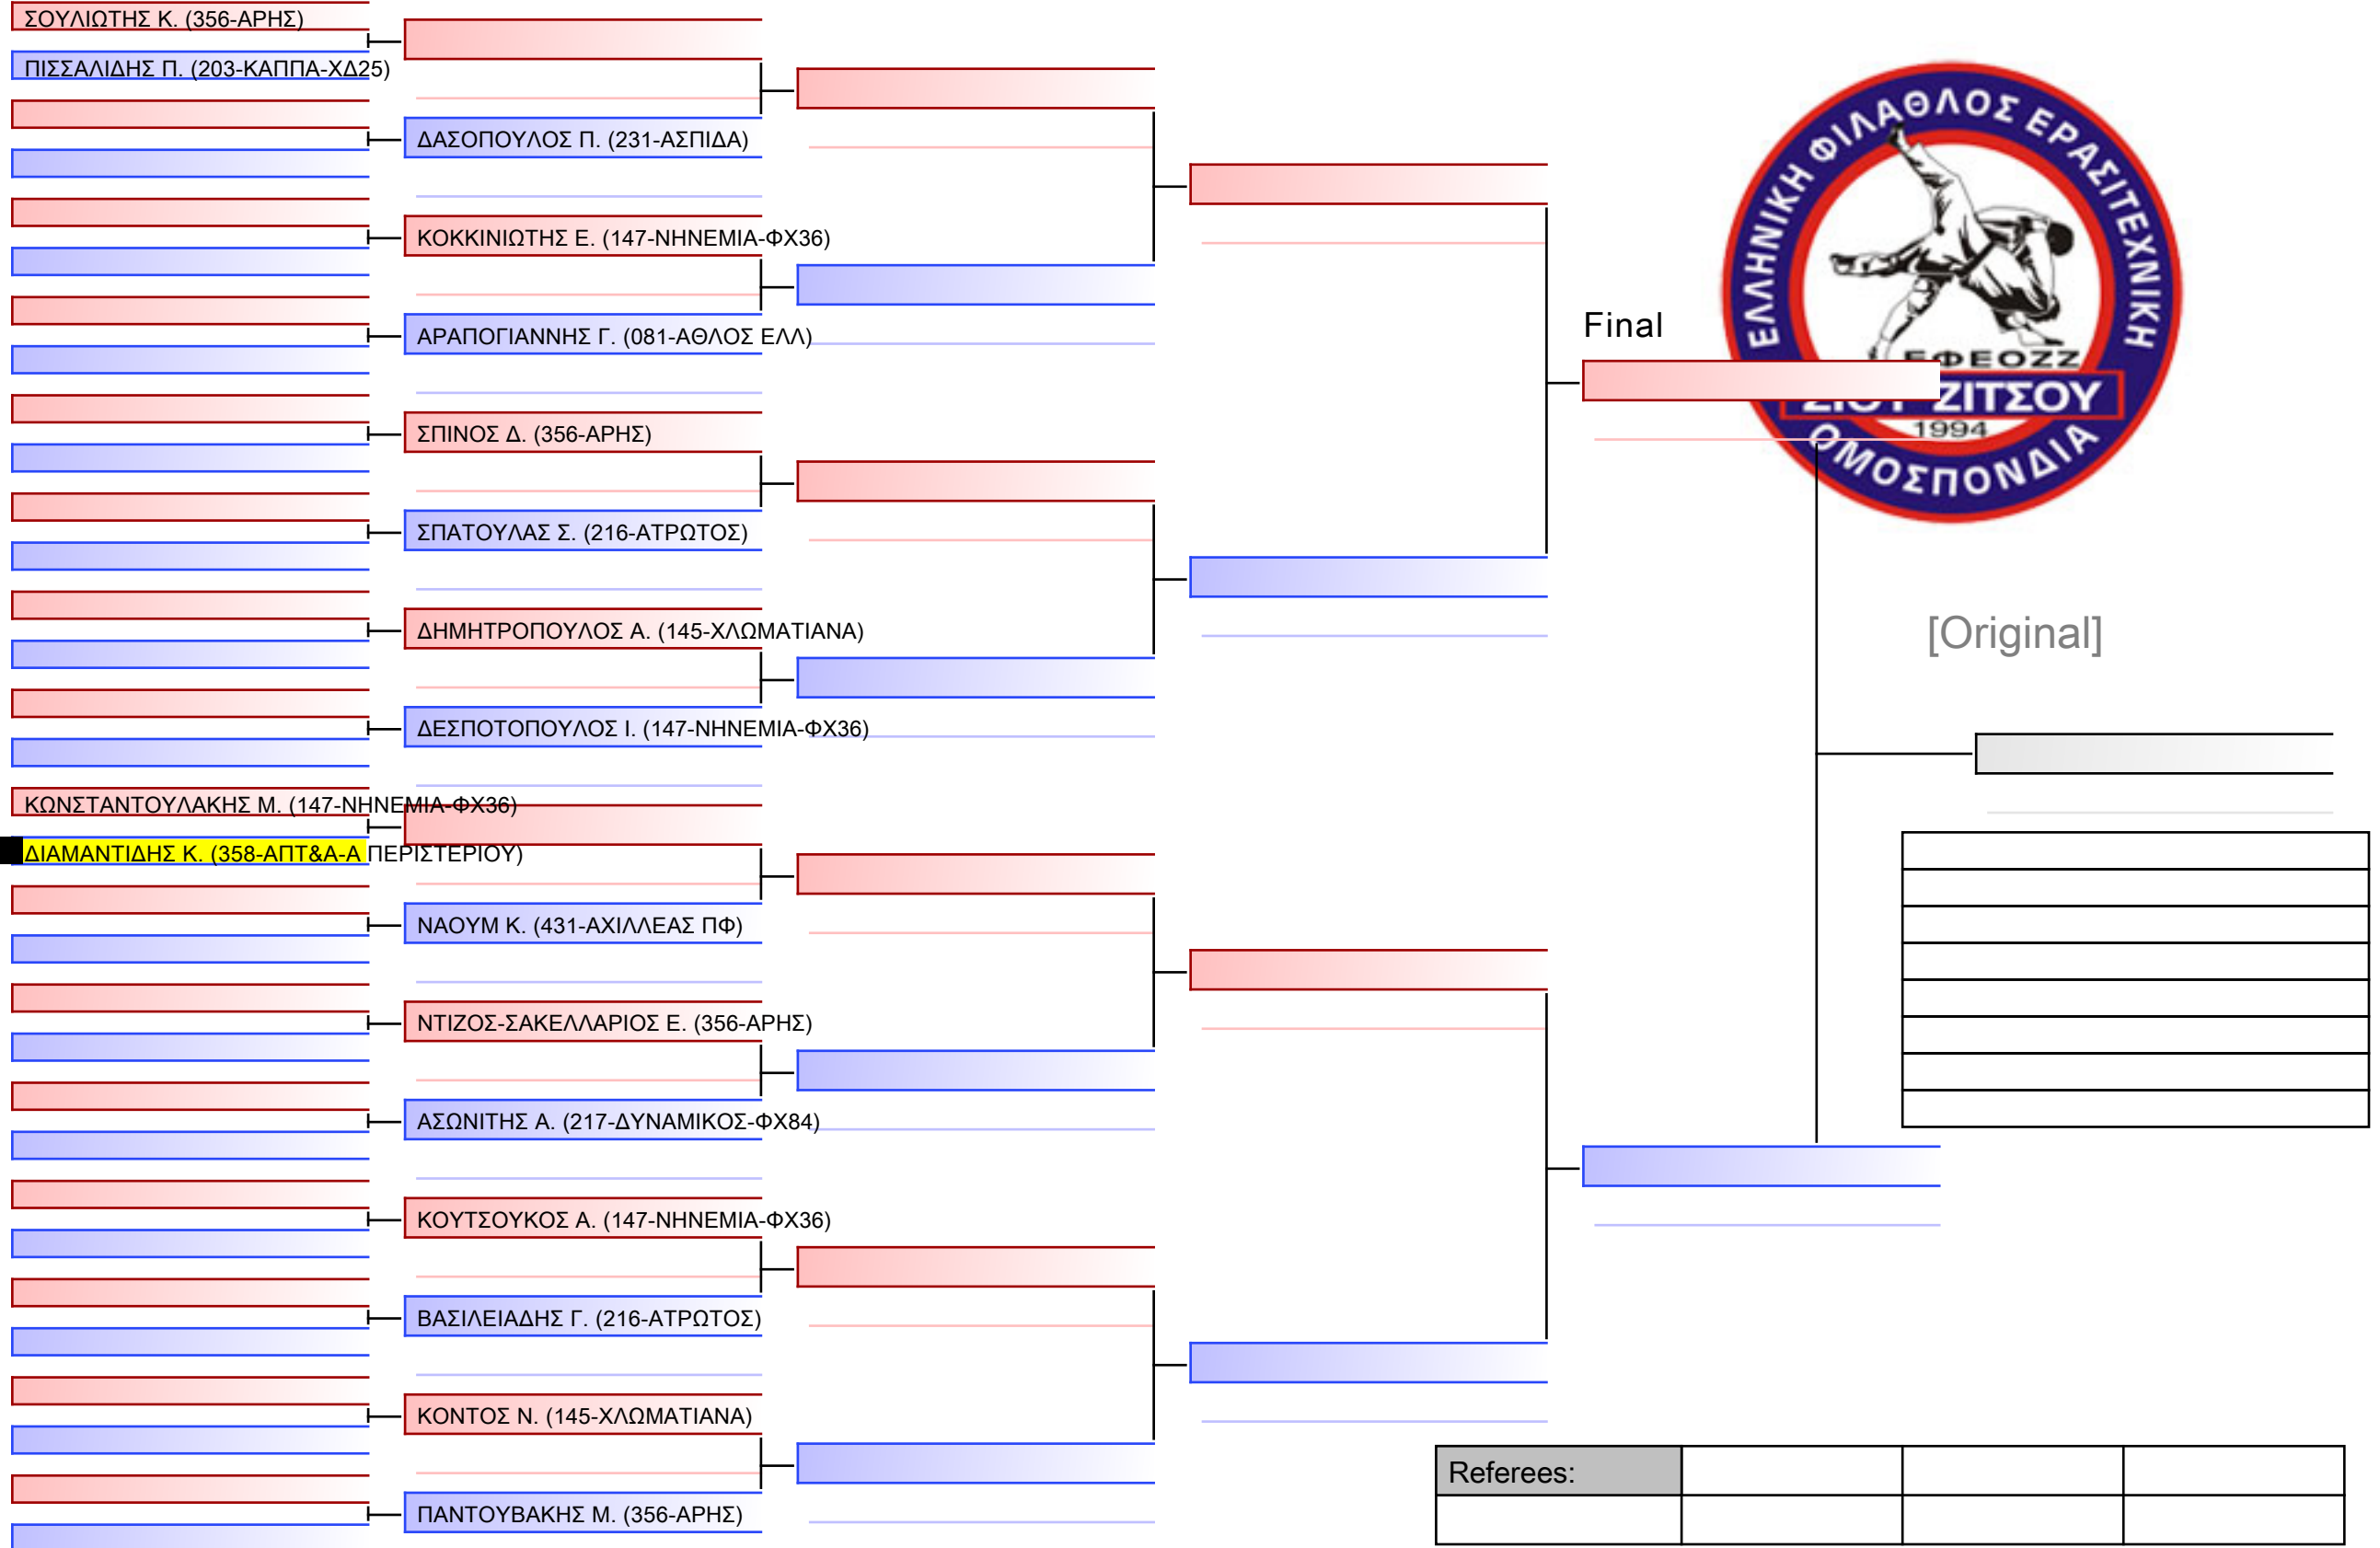 ΣΟΥΛΙΩΤΗΣ Κ. (356-ΑΡΗΣ)
ΠΙΣΣΑΛΙΔΗΣ Π. (203-ΚΑΠΠΑ-ΧΔ25)
ΔΑΣΟΠΟΥΛΟΣ Π. (231-ΑΣΠΙΔΑ)
ΚΟΚΚΙΝΙΩΤΗΣ Ε. (147-ΝΗΝΕΜΙΑ-ΦΧ36)
ΑΡΑΠΟΓΙΑΝΝΗΣ Γ. (081-ΑΘΛΟΣ ΕΛΛ)
ΣΠΙΝΟΣ Δ. (356-ΑΡΗΣ)
ΣΠΑΤΟΥΛΑΣ Σ. (216-ΑΤΡΩΤΟΣ)
ΔΗΜΗΤΡΟΠΟΥΛΟΣ Α. (145-ΧΛΩΜΑΤΙΑΝΑ)
ΔΕΣΠΟΤΟΠΟΥΛΟΣ Ι. (147-ΝΗΝΕΜΙΑ-ΦΧ36)
ΚΩΝΣΤΑΝΤΟΥΛΑΚΗΣ Μ. (147-ΝΗΝΕΜΙΑ-ΦΧ36)
ΔΙΑΜΑΝΤΙΔΗΣ Κ. (358-ΑΠΤ&Α-Α ΠΕΡΙΣΤΕΡΙΟΥ)
ΝΑΟΥΜ Κ. (431-ΑΧΙΛΛΕΑΣ ΠΦ)
ΝΤΙΖΟΣ-ΣΑΚΕΛΛΑΡΙΟΣ Ε. (356-ΑΡΗΣ)
ΑΣΩΝΙΤΗΣ Α. (217-ΔΥΝΑΜΙΚΟΣ-ΦΧ84)
ΚΟΥΤΣΟΥΚΟΣ Α. (147-ΝΗΝΕΜΙΑ-ΦΧ36)
ΒΑΣΙΛΕΙΑΔΗΣ Γ. (216-ΑΤΡΩΤΟΣ)
ΚΟΝΤΟΣ Ν. (145-ΧΛΩΜΑΤΙΑΝΑ)
ΠΑΝΤΟΥΒΑΚΗΣ Μ. (356-ΑΡΗΣ)
Final
ΕΛΛΗΝΙΚΗ ΦΙΛΑΘΛΟΣ ΕΡΑΣΙΤΕΧΝΙΚΗ
ΕΦΕΟΖΖ
ΖΙΤΣΟΥ
1994
ΟΜΟΣΠΟΝΔΙΑ
[Original]
Referees: